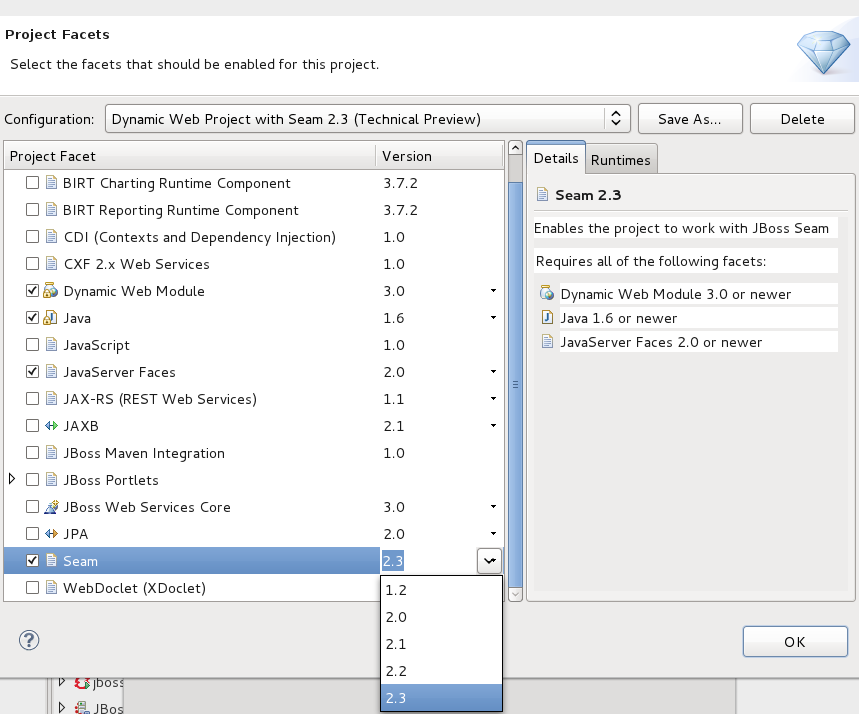 Project Facets
Select the facets that should be enabled for this project.
Configuration: Dynamic Web Project with Seam 2.3 (Technical Preview) Save As... Delete
Project Facet Version
BIRT Charting Runtime Component 3.7.2
BIRT Reporting Runtime Component 3.7.2
CDI (Contexts and Dependency Injection) 1.0
CXF 2.x Web Services 1.0
Dynamic Web Module 3.0
Java 1.6
JavaScript 1.0
JavaServer Faces 2.0
JAX-RS (REST Web Services) 1.1
JAXB 2.1
JBoss Maven Integration 1.0
JBoss Portlets
JBoss Web Services Core 3.0
JPA 2.0
Seam 2.3
WebDoclet (XDoclet)
1.2
2.0
2.1
2.2
2.3
Details Runtimes
Seam 2.3
Enables the project to work with JBoss Seam
Requires all of the following facets:
Dynamic Web Module 3.0 or newer
Java 1.6 or newer
JavaServer Faces 2.0 or newer
?
OK
jboss
JBos